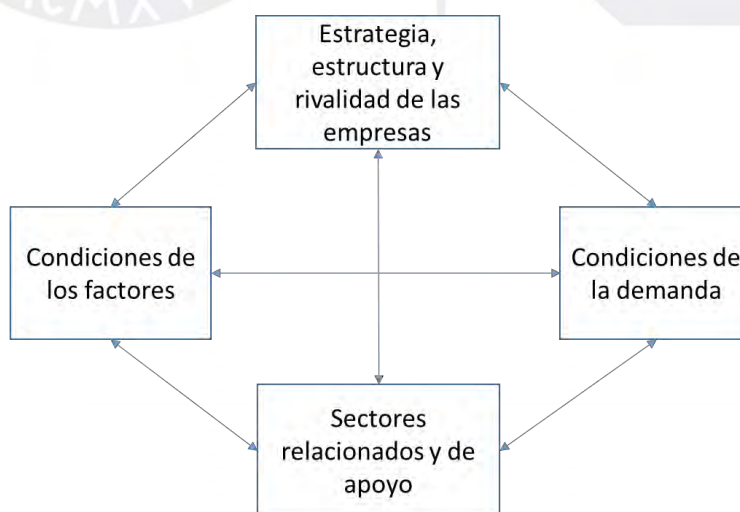 Estrategia,
estructura y
rivalidad de las
empresas
Condiciones de
los factores
Condiciones de
la demanda
Sectores
relacionados y de
apoyo